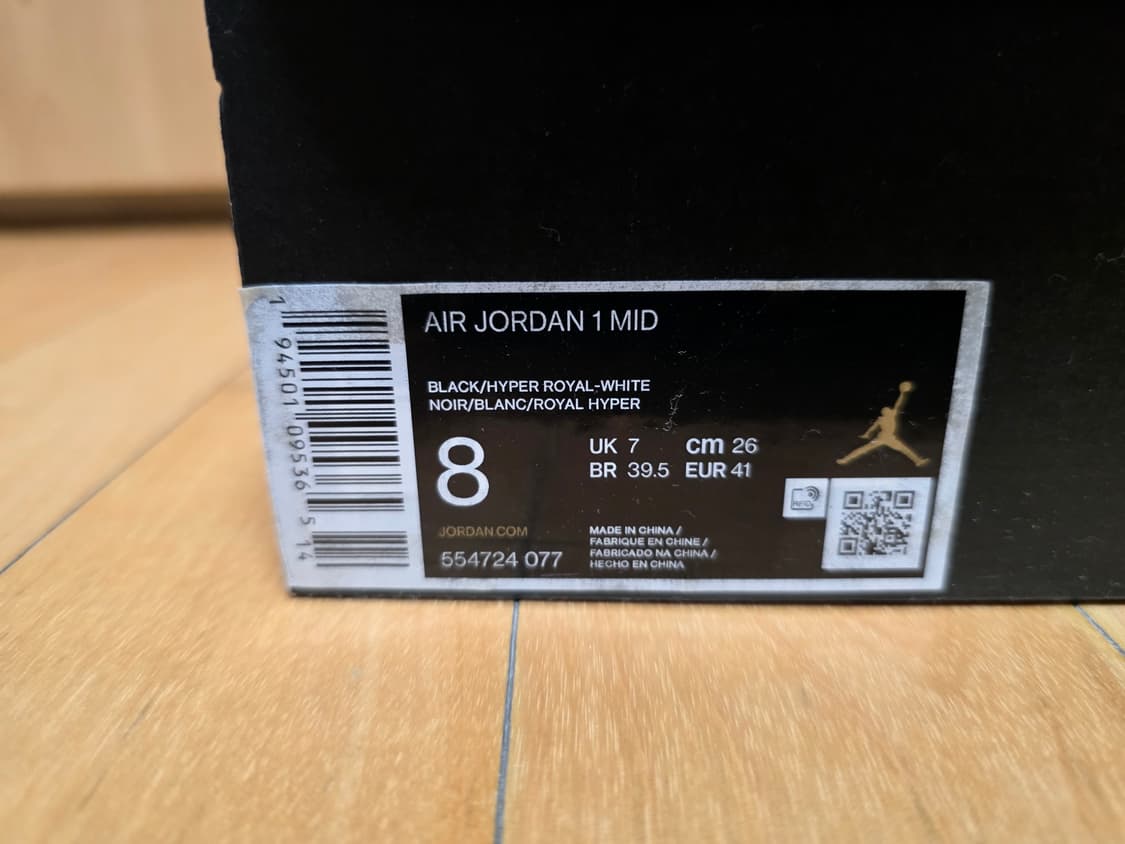 1 94501 09536 5 14
AIR JORDAN 1 MID
BLACK/HYPER ROYAL-WHITE
NOIR/BLANC/ROYAL HYPER
8
UK 7 cm 26
BR 39.5 EUR 41
JORDAN.COM
554724 077
MADE IN CHINA /
FABRIQUE EN CHINE /
FABRICADO NA CHINA /
HECHO EN CHINA